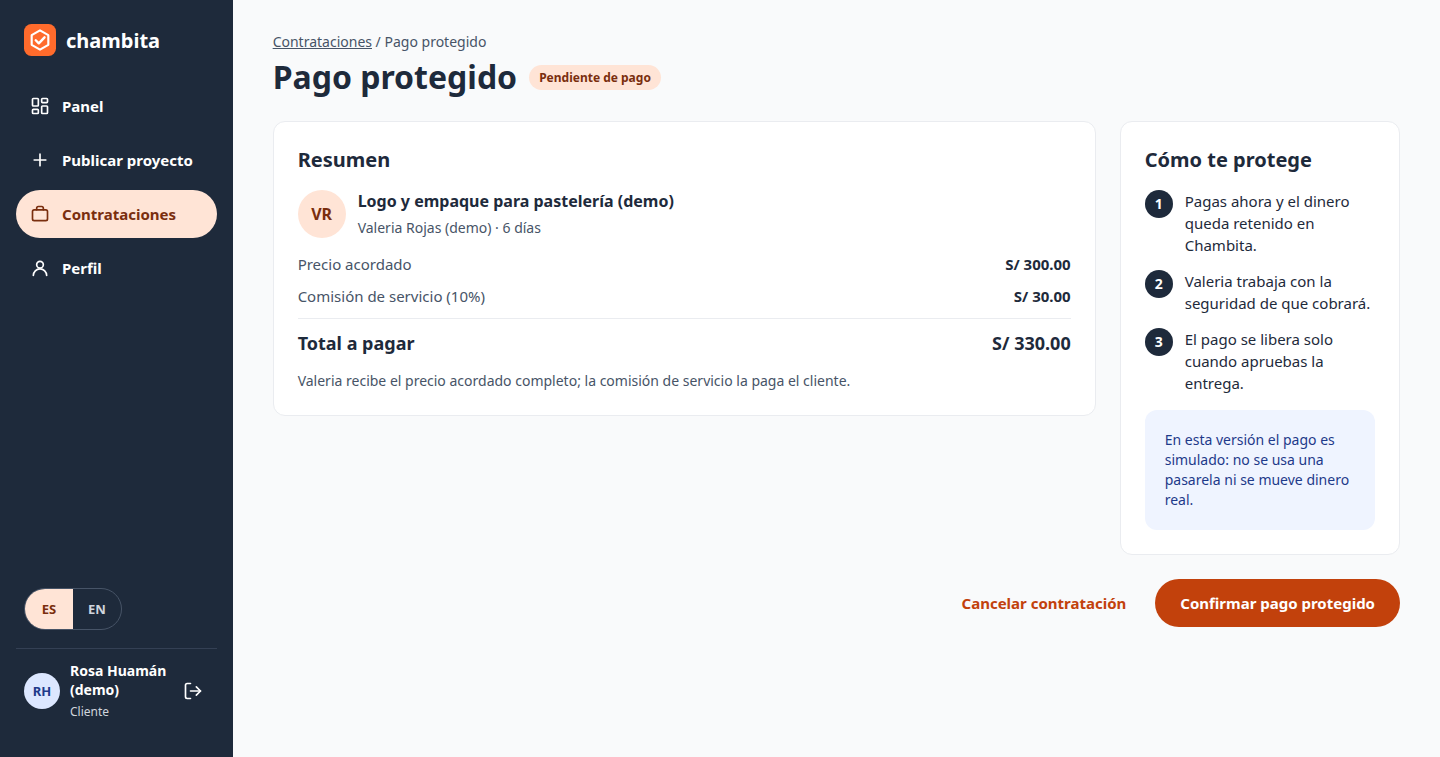 chambita
Panel
Publicar proyecto
Contrataciones
Perfil
ES EN
RH
Rosa Huamán
(demo)
Cliente
Contrataciones / Pago protegido
Pago protegido Pendiente de pago
Resumen
VR
Logo y empaque para pastelería (demo)
Valeria Rojas (demo) · 6 días
Precio acordado S/ 300.00
Comisión de servicio (10%) S/ 30.00
Total a pagar S/ 330.00
Valeria recibe el precio acordado completo; la comisión de servicio la paga el cliente.
Cómo te protege
1 Pagas ahora y el dinero
queda retenido en
Chambita.
2 Valeria trabaja con la
seguridad de que cobrará.
3 El pago se libera solo
cuando apruebas la
entrega.
En esta versión el pago es
simulado: no se usa una
pasarela ni se mueve dinero
real.
Cancelar contratación Confirmar pago protegido